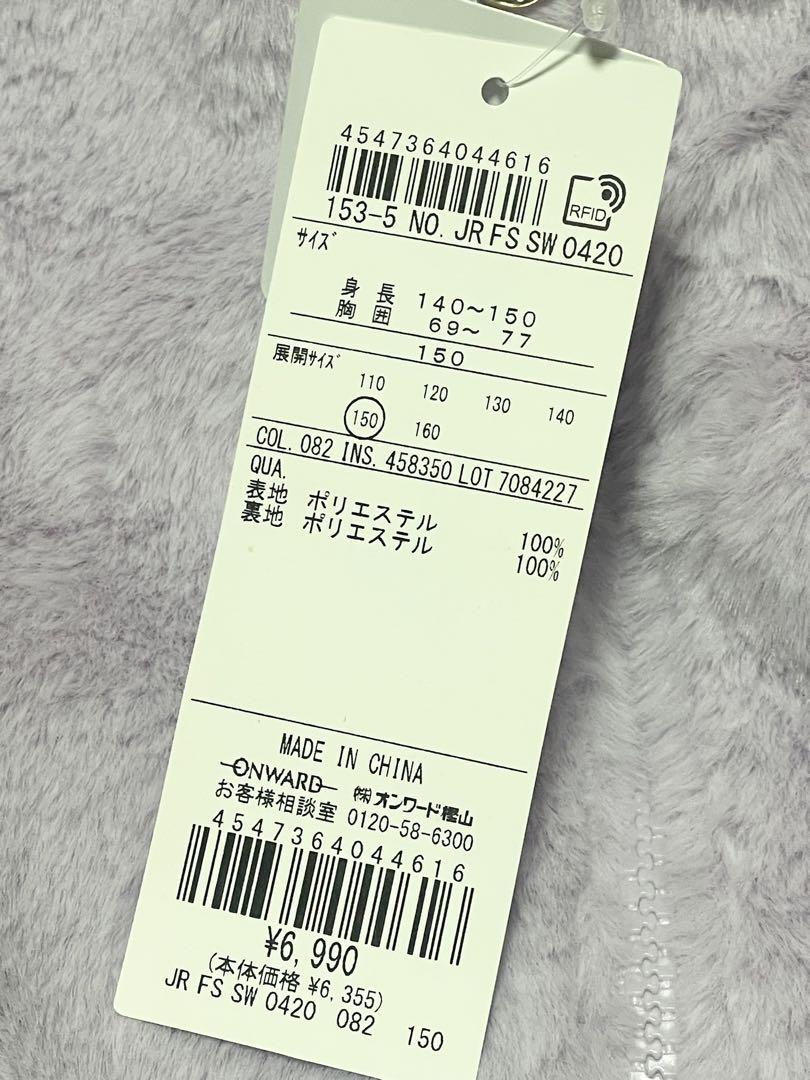 4547364044616
RFID
153-5 NO. JR FS SW 0420
サイズ
身長 140～150
胸囲 69～ 77
150
展開サイズ
110 120 130 140
150 160
COL. 082 INS. 458350 LOT 7084227
QUA.
表地 ポリエステル 100%
裏地 ポリエステル 100%
MADE IN CHINA
ONWARD ㈱オンワード樫山
お客様相談室 0120-58-6300
4547364044616
¥6,990
(本体価格 ¥6,355)
JR FS SW 0420 082 150